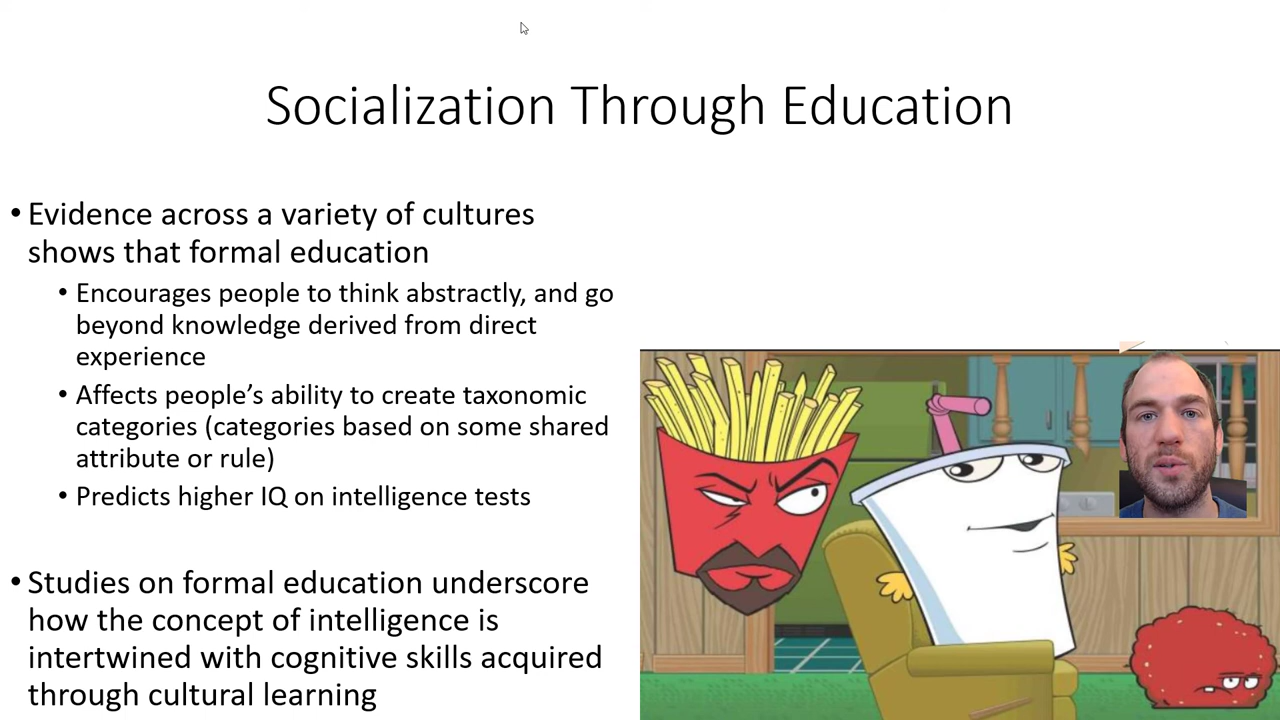 Socialization Through Education
• Evidence across a variety of cultures
shows that formal education
• Encourages people to think abstractly, and go
beyond knowledge derived from direct
experience
• Affects people’s ability to create taxonomic
categories (categories based on some shared
attribute or rule)
• Predicts higher IQ on intelligence tests
• Studies on formal education underscore
how the concept of intelligence is
intertwined with cognitive skills acquired
through cultural learning